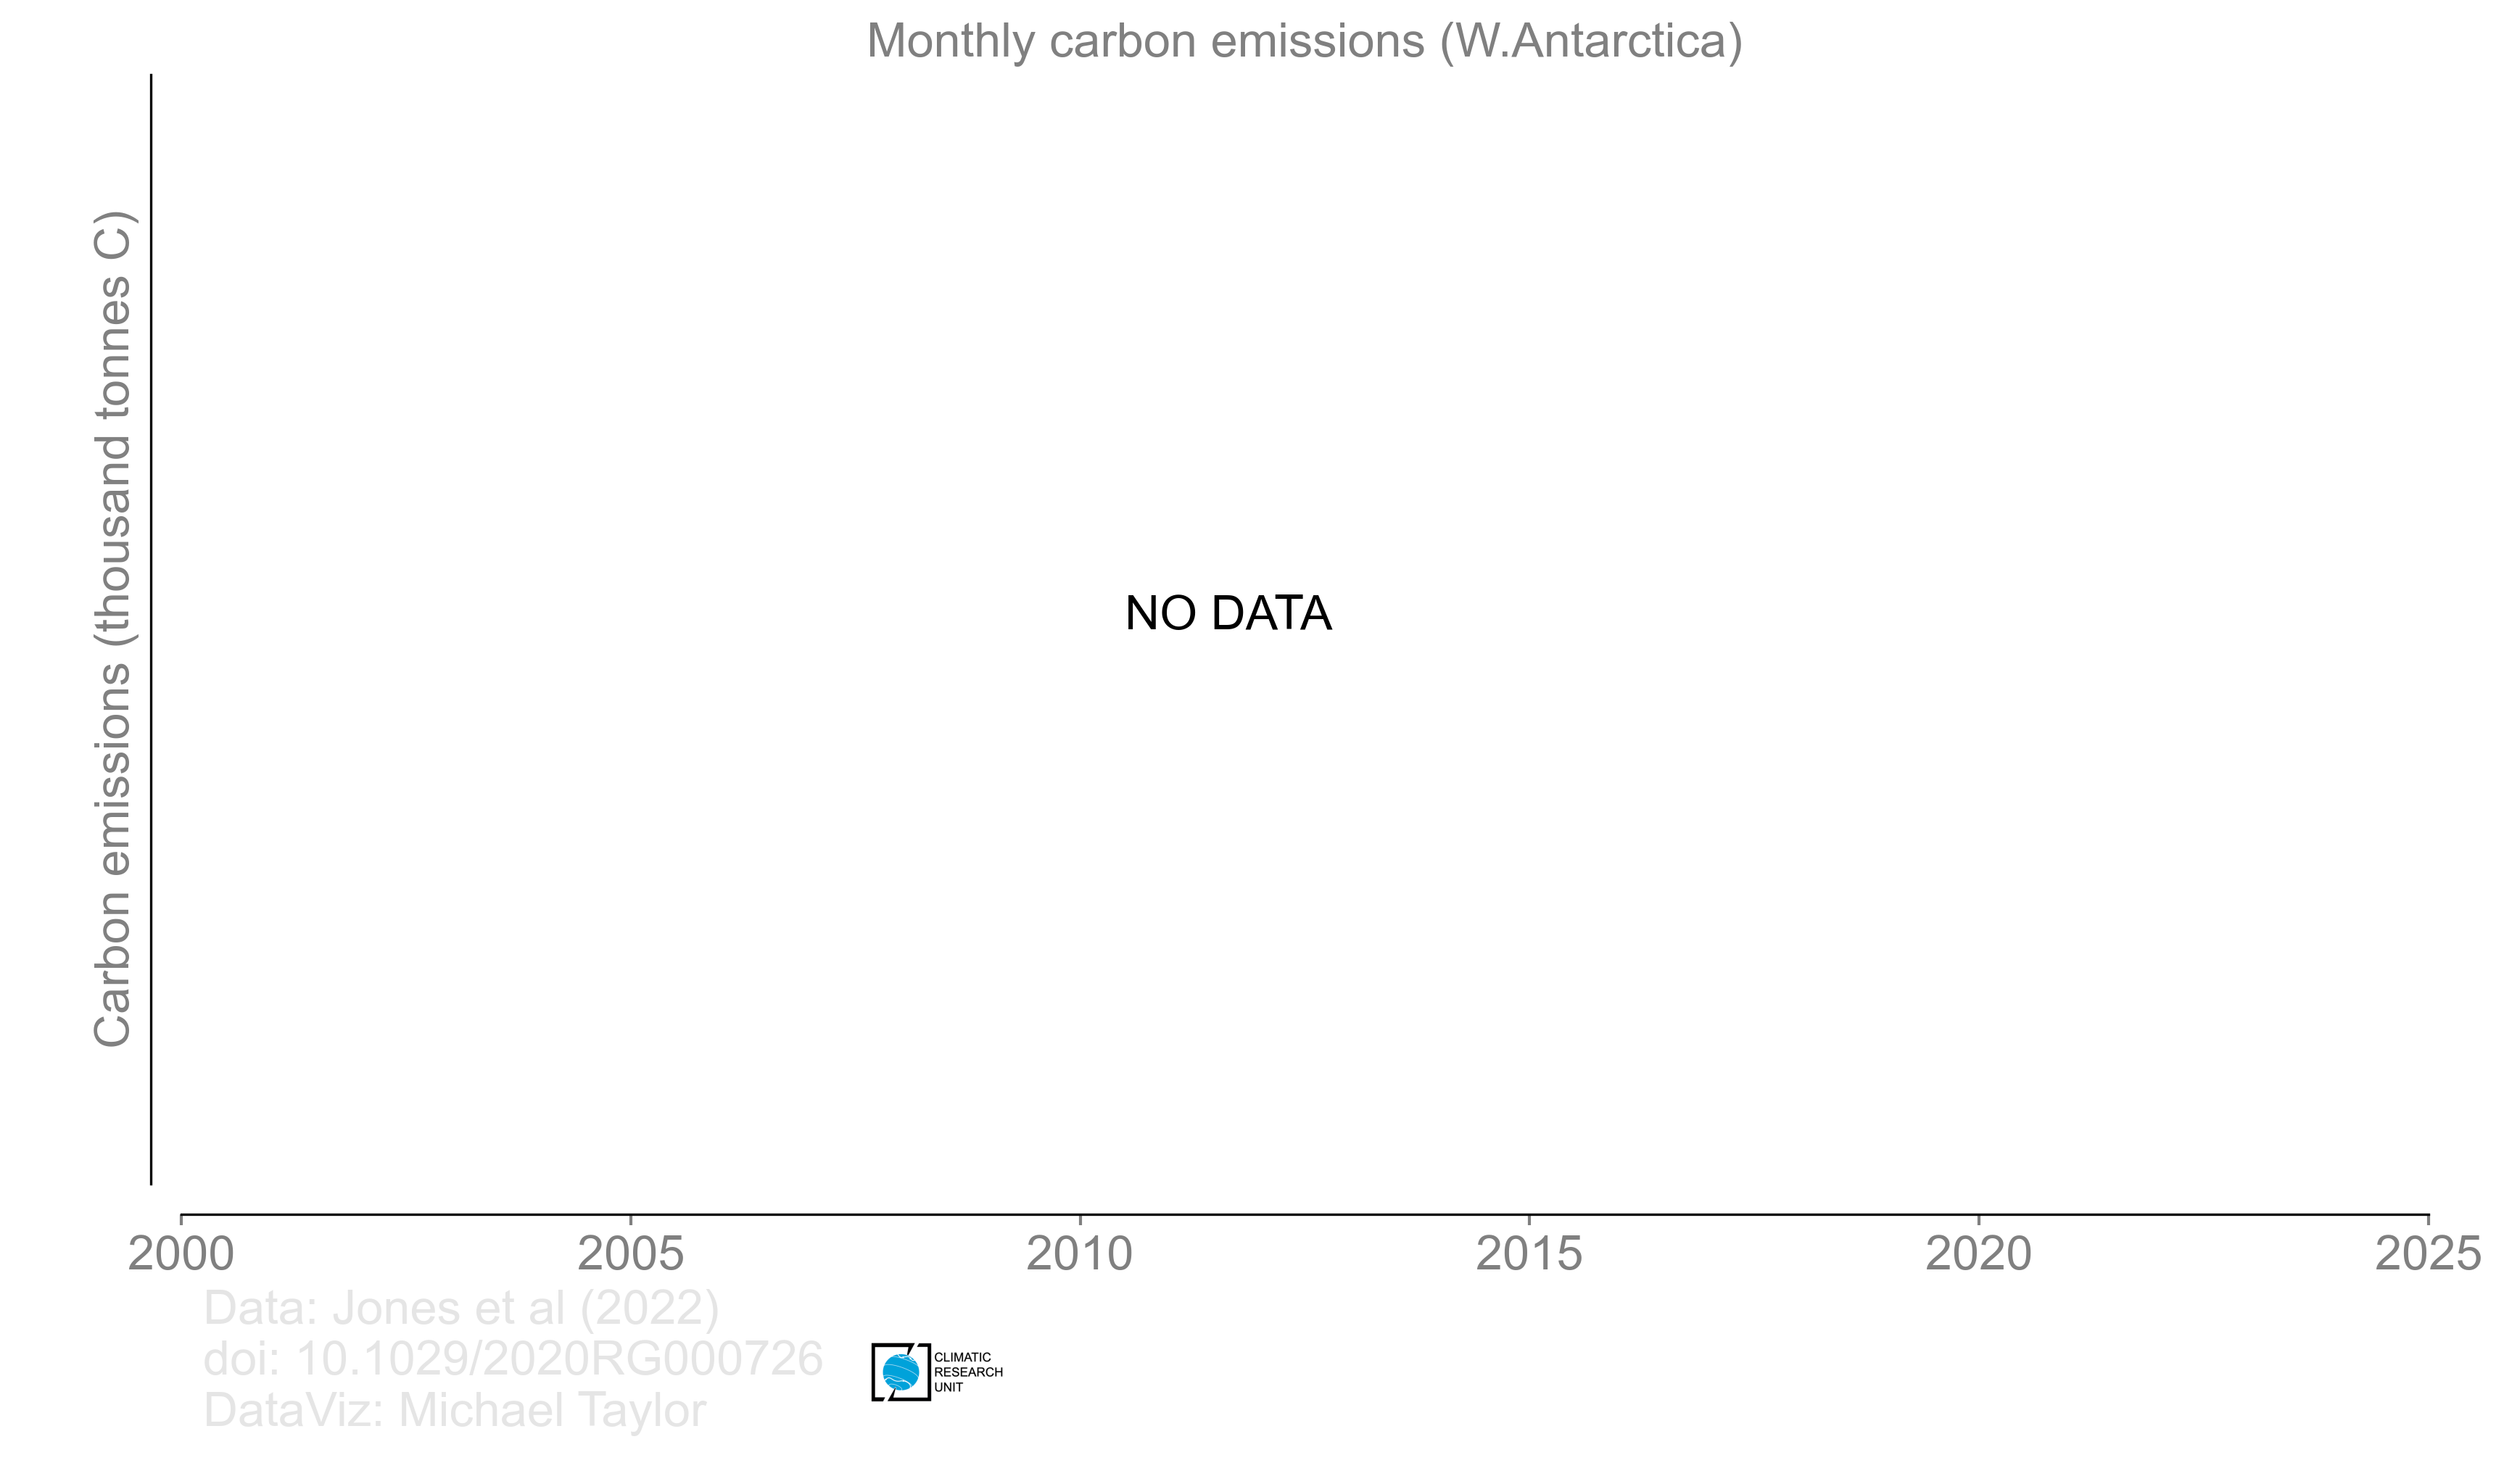 Monthly carbon emissions (W.Antarctica)
Carbon emissions (thousand tonnes C)
NO DATA
2000 2005 2010 2015 2020 2025
Data: Jones et al (2022)
doi: 10.1029/2020RG000726
DataViz: Michael Taylor
CLIMATIC
RESEARCH
UNIT